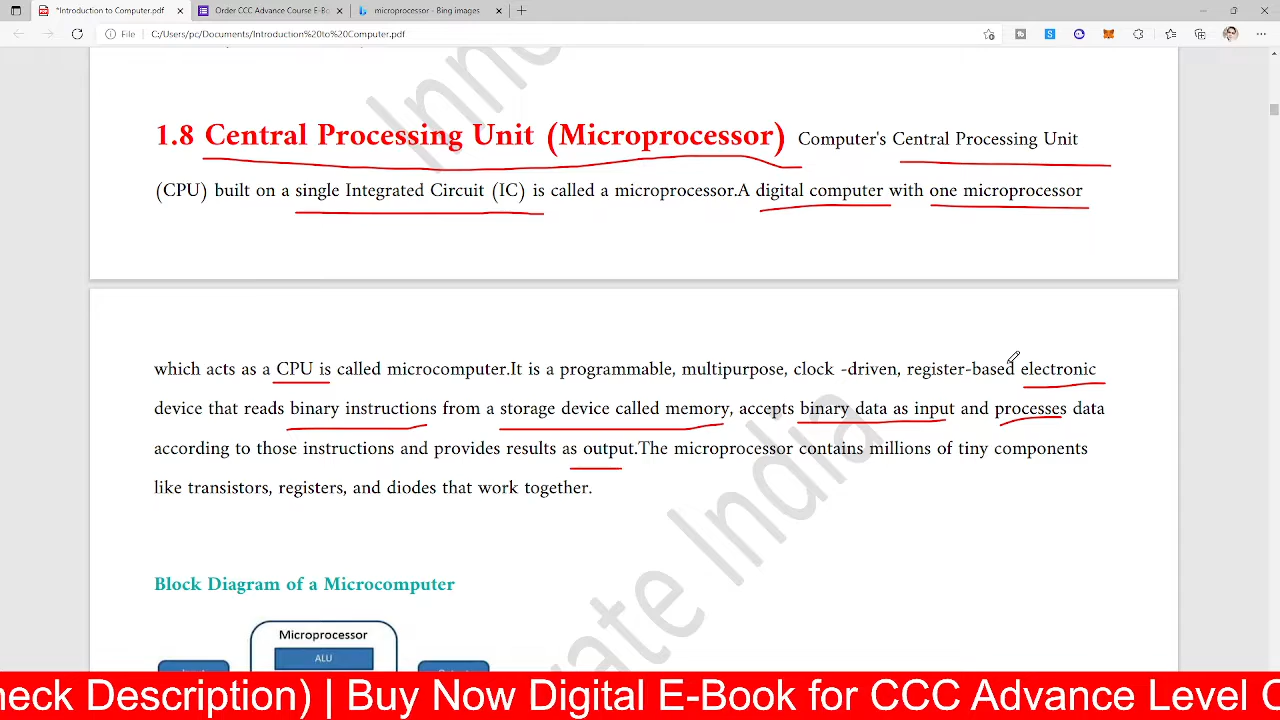 *Introduction to Computer.pdf
Order CCC Advance Course E-Bo
microprocessor - Bing images
File
C:/Users/pc/Documents/Introduction%20to%20Computer.pdf
1.8 Central Processing Unit (Microprocessor) Computer's Central Processing Unit
(CPU) built on a single Integrated Circuit (IC) is called a microprocessor.A digital computer with one microprocessor
which acts as a CPU is called microcomputer.It is a programmable, multipurpose, clock -driven, register-based electronic
device that reads binary instructions from a storage device called memory, accepts binary data as input and processes data
according to those instructions and provides results as output.The microprocessor contains millions of tiny components
like transistors, registers, and diodes that work together.
Block Diagram of a Microcomputer
Microprocessor
ALU
India
heck Description) | Buy Now Digital E-Book for CCC Advance Level C